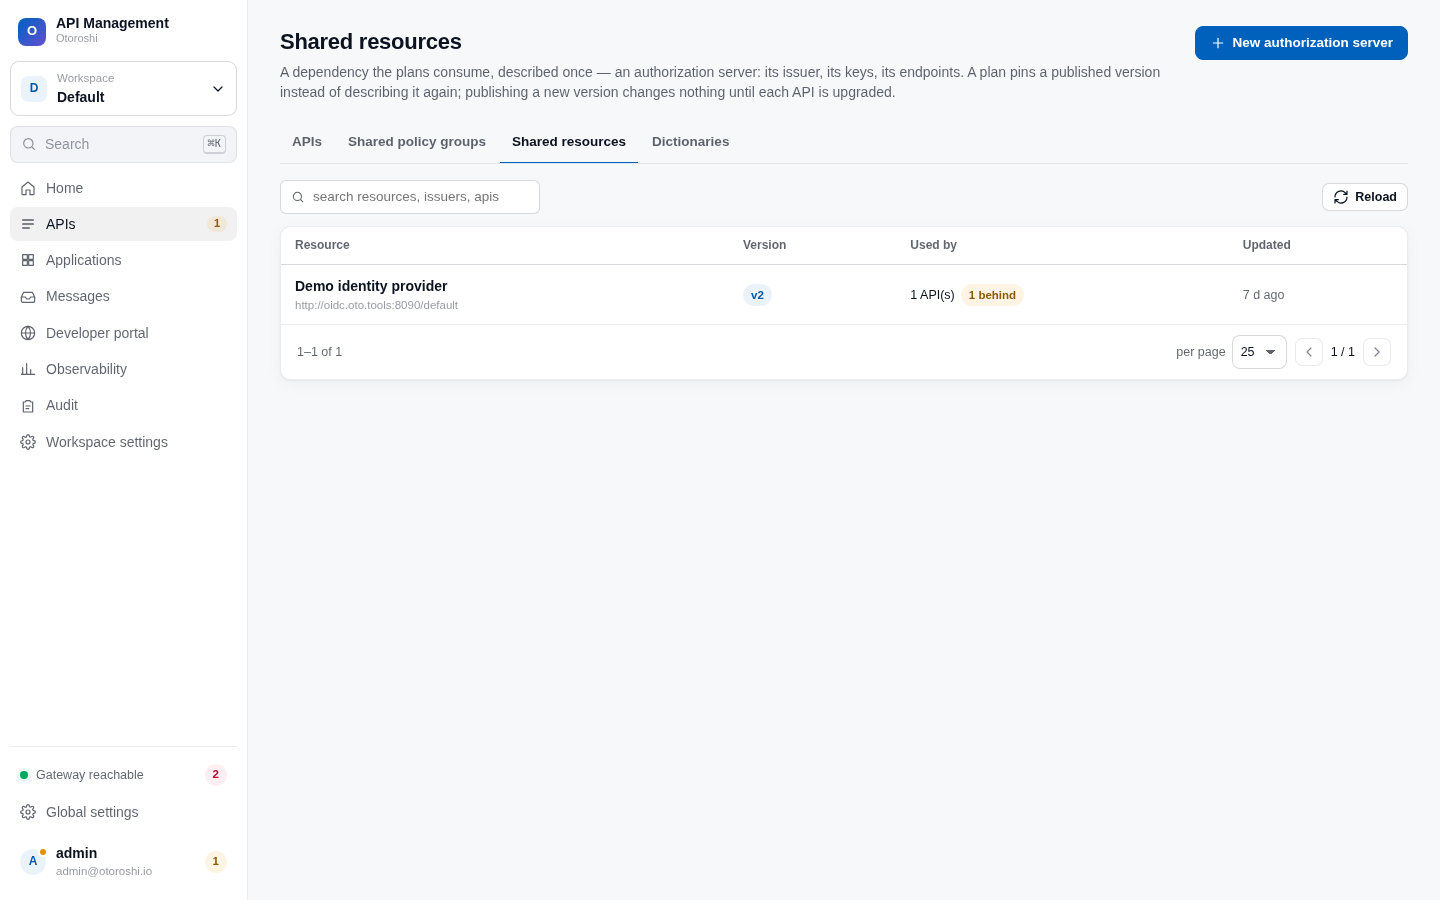 O
API Management
Otoroshi
D
Workspace
Default
Search
⌘K
Home
APIs
1
Applications
Messages
Developer portal
Observability
Audit
Workspace settings
Gateway reachable
2
Global settings
A
admin
admin@otoroshi.io
1
Shared resources
New authorization server
A dependency the plans consume, described once — an authorization server: its issuer, its keys, its endpoints. A plan pins a published version
instead of describing it again; publishing a new version changes nothing until each API is upgraded.
APIs
Shared policy groups
Shared resources
Dictionaries
search resources, issuers, apis
Reload
Resource
Version
Used by
Updated
Demo identity provider
http://oidc.oto.tools:8090/default
v2
1 API(s)
1 behind
7 d ago
1–1 of 1
per page
25
1 / 1